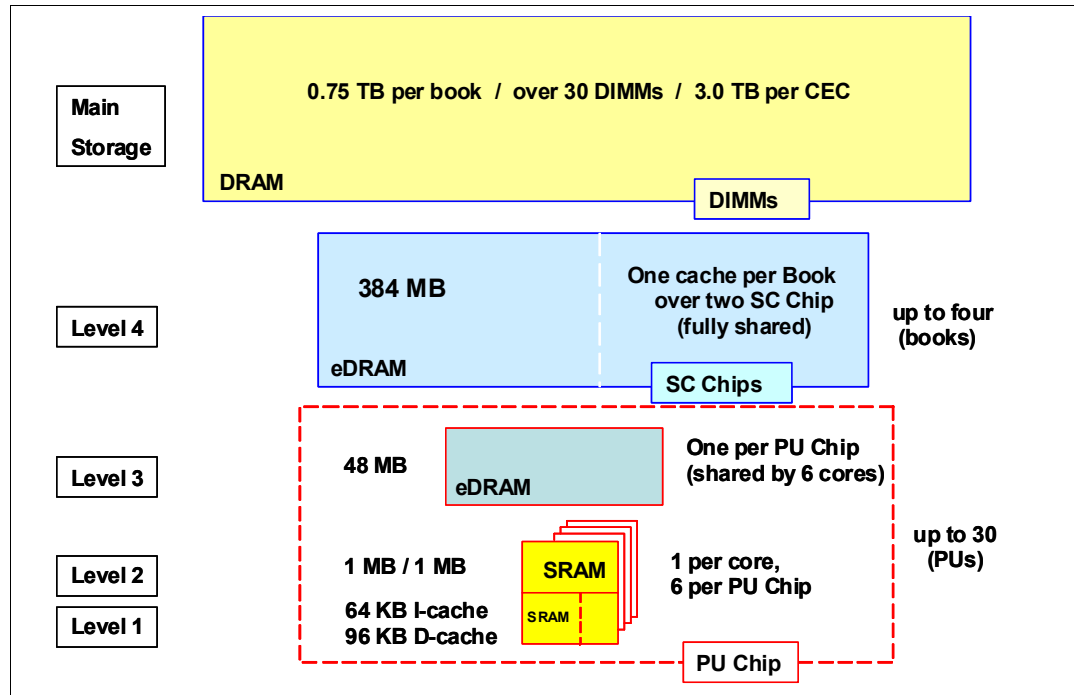 Main
Storage
0.75 TB per book / over 30 DIMMs / 3.0 TB per CEC
DRAM
DIMMs
Level 4
384 MB
One cache per Book
over two SC Chip
(fully shared)
eDRAM
SC Chips
up to four
(books)
Level 3
48 MB
eDRAM
One per PU Chip
(shared by 6 cores)
Level 2
1 MB / 1 MB
SRAM
1 per core,
6 per PU Chip
up to 30
(PUs)
Level 1
64 KB I-cache
96 KB D-cache
SRAM
PU Chip